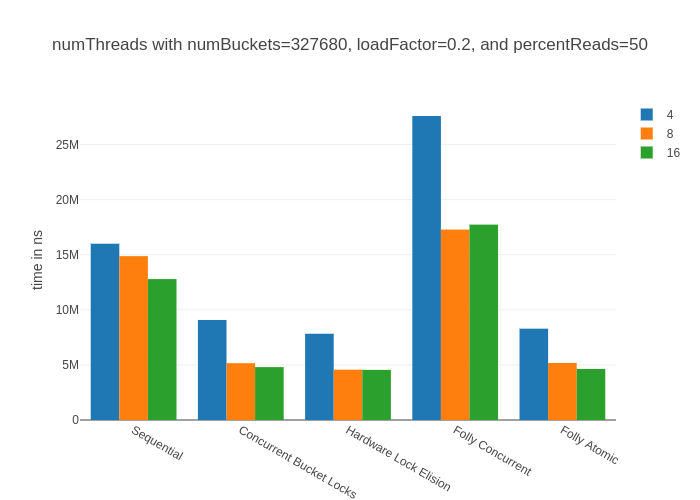 numThreads with numBuckets=327680, loadFactor=0.2, and percentReads=50
4
8
16
25M
20M
15M
10M
5M
0
time in ns
Sequential
Concurrent Bucket Locks
Hardware Lock Elision
Folly Concurrent
Folly Atomic